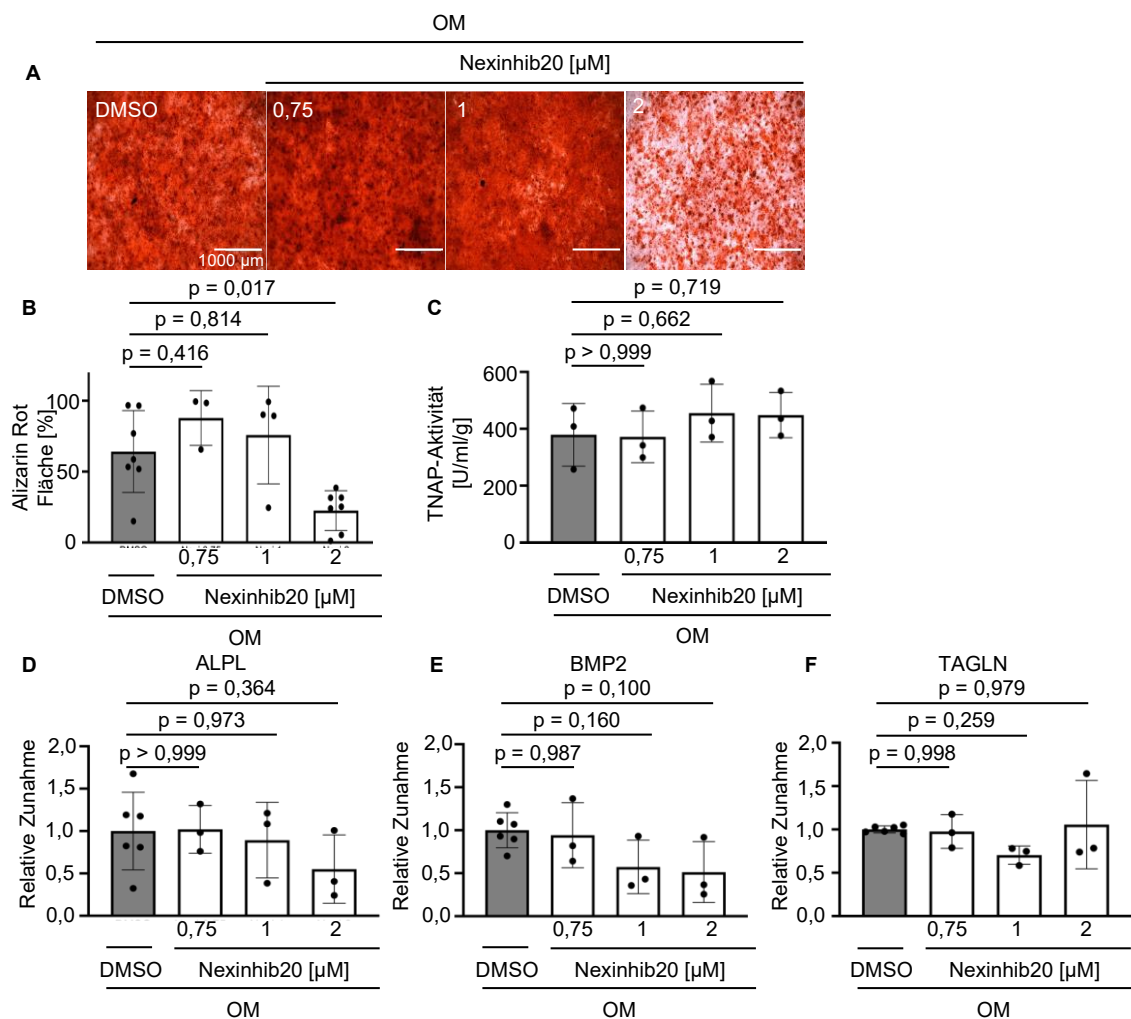 OM
Nexinhib20 [µM]
A
DMSO
0,75
1
2
1000 µm
B
p = 0,017
p = 0,814
p = 0,416
Alizarin Rot
Fläche [%]
100
50
0
0,75
1
2
DMSO
Nexinhib20 [µM]
OM
C
p = 0,719
p = 0,662
p > 0,999
TNAP-Aktivität
[U/ml/g]
600
400
200
0
0,75
1
2
DMSO
Nexinhib20 [µM]
OM
D
ALPL
p = 0,364
p = 0,973
p > 0,999
Relative Zunahme
2,0
1,5
1,0
0,5
0,0
0,75
1
2
DMSO
Nexinhib20 [µM]
OM
E
BMP2
p = 0,100
p = 0,160
p = 0,987
Relative Zunahme
2,0
1,5
1,0
0,5
0,0
0,75
1
2
DMSO
Nexinhib20 [µM]
OM
F
TAGLN
p = 0,979
p = 0,259
p = 0,998
Relative Zunahme
2,0
1,5
1,0
0,5
0,0
0,75
1
2
DMSO
Nexinhib20 [µM]
OM